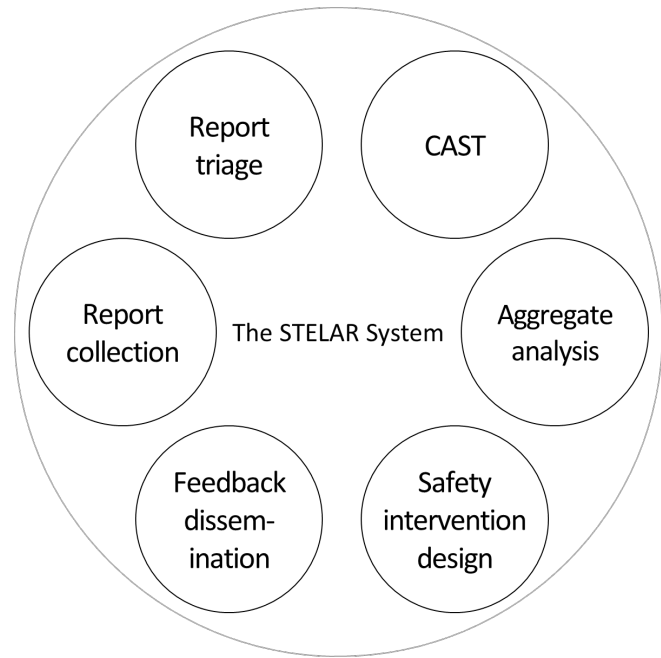 Report
triage
CAST
Report
collection
The STELAR System
Aggregate
analysis
Feedback
dissem-
ination
Safety
intervention
design